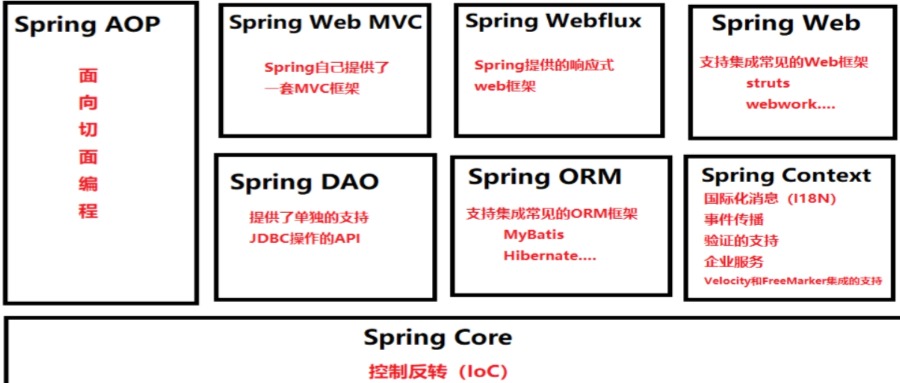 Spring AOP
面
向
切
面
编
程
Spring Web MVC
Spring自己提供了
一套MVC框架
Spring Webflux
Spring提供的响应式
web框架
Spring Web
支持集成常见的Web框架
struts
webwork....
Spring DAO
提供了单独的支持
JDBC操作的API
Spring ORM
支持集成常见的ORM框架
MyBatis
Hibernate....
Spring Context
国际化消息（I18N）
事件传播
验证的支持
企业服务
Velocity和FreeMarker集成的支持
Spring Core
控制反转（IoC）